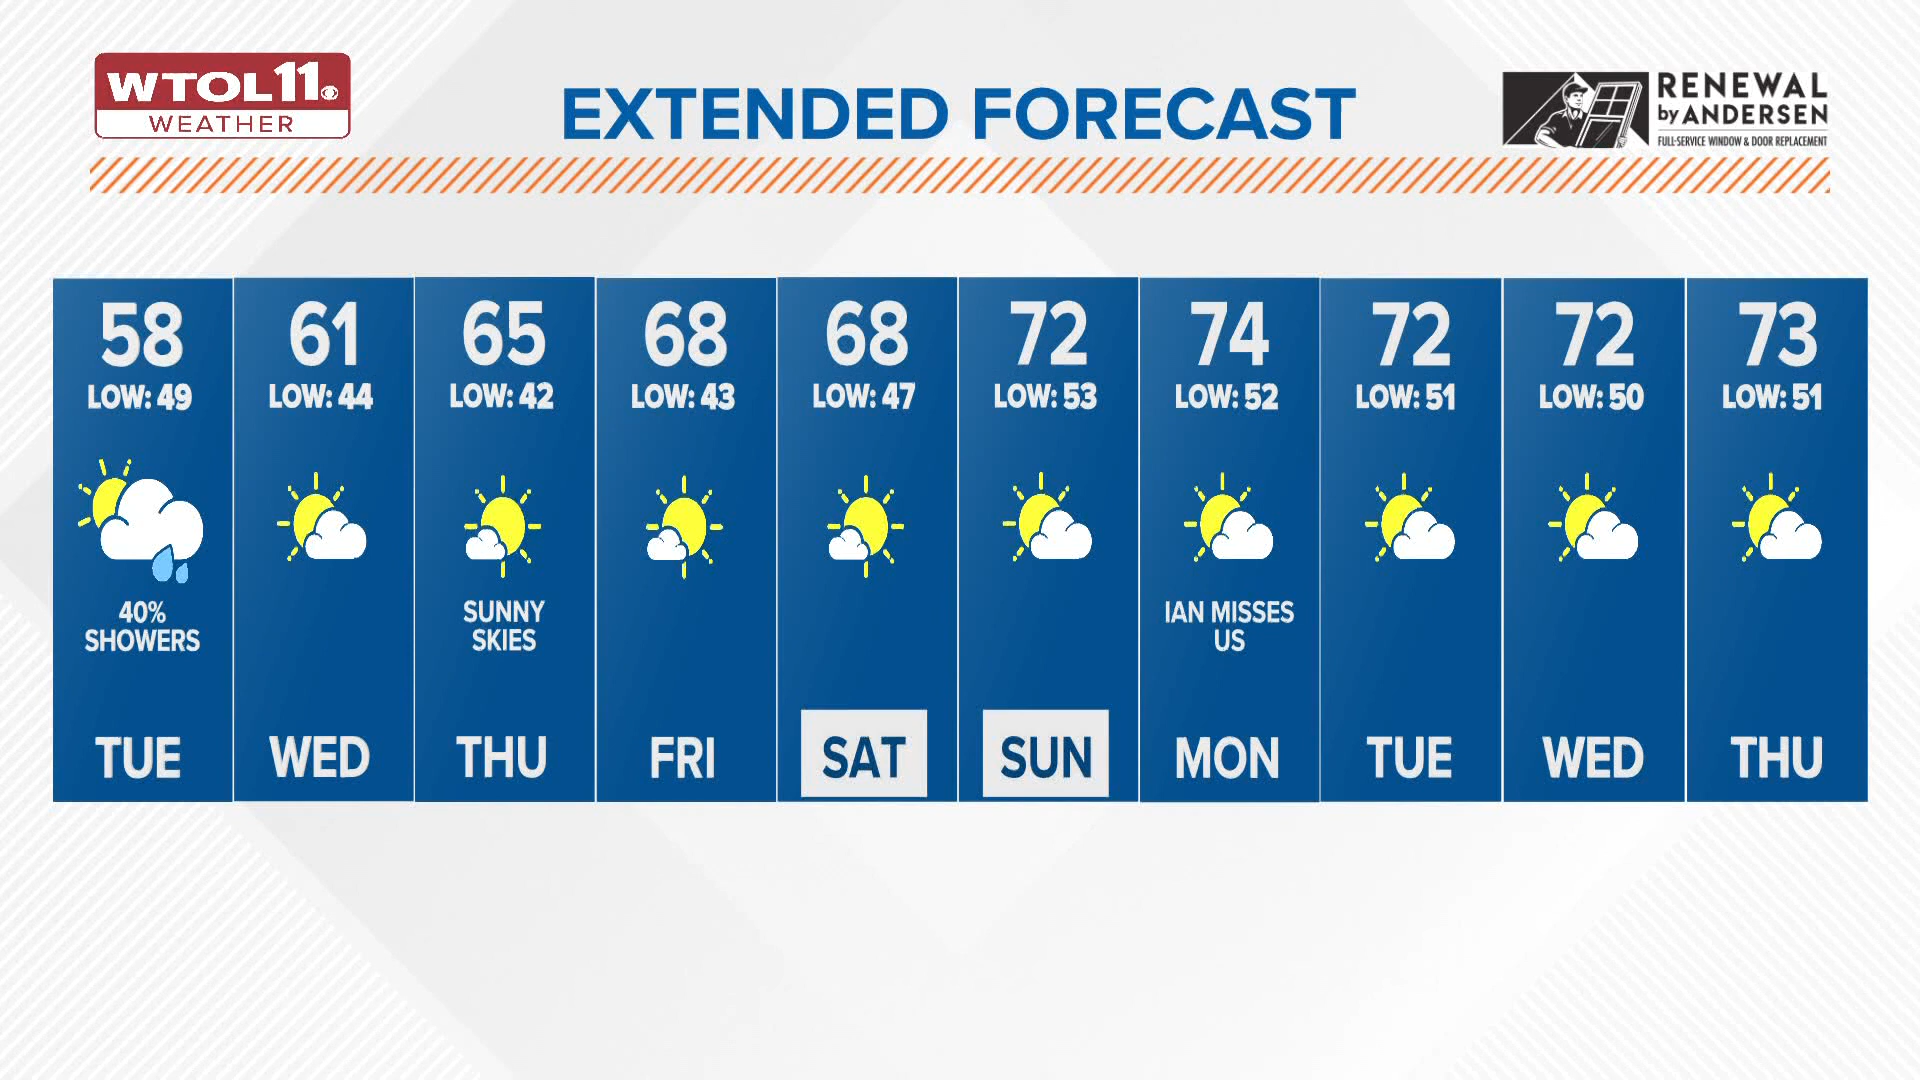 WTOL11
WEATHER
EXTENDED FORECAST
RENEWAL
by ANDERSEN
FULL-SERVICE WINDOW & DOOR REPLACEMENT
58
LOW: 49
40%
SHOWERS
TUE
61
LOW: 44
WED
65
LOW: 42
SUNNY
SKIES
THU
68
LOW: 43
FRI
68
LOW: 47
SAT
72
LOW: 53
SUN
74
LOW: 52
IAN MISSES
US
MON
72
LOW: 51
TUE
72
LOW: 50
WED
73
LOW: 51
THU